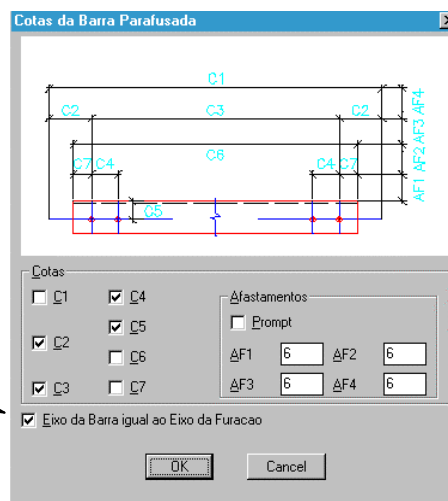 Cotas da Barra Parafusada
C1
C2 C3 C2
C6
C7 C4 C4 C7
C5
AF1 AF2 AF3 AF4
Cotas
C1 C4
C5
C2
C6
C3 C7
Afastamentos
Prompt
AF1 6 AF2 6
AF3 6 AF4 6
Eixo da Barra igual ao Eixo da Furacao
OK Cancel